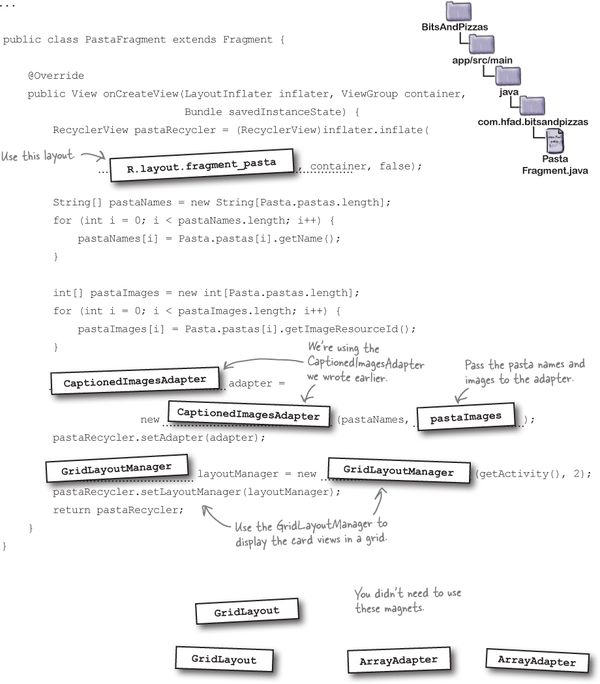 ...
public class PastaFragment extends Fragment {
BitsAndPizzas
app/src/main
java
com.hfad.bitsandpizzas
Pasta
Fragment.java
@Override
public View onCreateView(LayoutInflater inflater, ViewGroup container,
Bundle savedInstanceState) {
RecyclerView pastaRecycler = (RecyclerView)inflater.inflate(
Use this layout
R.layout.fragment_pasta , container, false);
String[] pastaNames = new String[Pasta.pastas.length];
for (int i = 0; i < pastaNames.length; i++) {
pastaNames[i] = Pasta.pastas[i].getName();
}
int[] pastaImages = new int[Pasta.pastas.length];
for (int i = 0; i < pastaImages.length; i++) {
pastaImages[i] = Pasta.pastas[i].getImageResourceId();
}
We're using the
CaptionedImagesAdapter
we wrote earlier.
Pass the pasta names and
images to the adapter.
CaptionedImagesAdapter adapter =
new CaptionedImagesAdapter (pastaNames, pastaImages );
pastaRecycler.setAdapter(adapter);
GridLayoutManager layoutManager = new GridLayoutManager (getActivity(), 2);
pastaRecycler.setLayoutManager(layoutManager);
return pastaRecycler;
Use the GridLayoutManager to
display the card views in a grid.
}
}
You didn't need to use
these magnets.
GridLayout
GridLayout
ArrayAdapter
ArrayAdapter